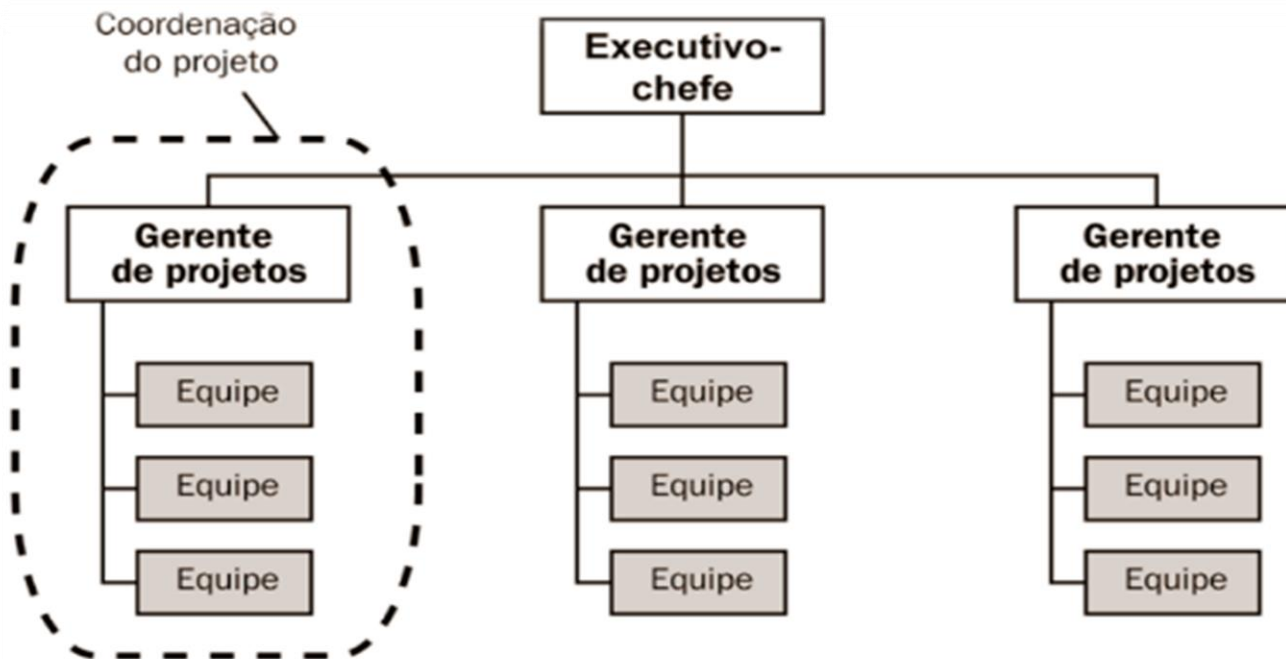 Coordenação
do projeto
Executivo-
chefe
Gerente
de projetos
Gerente
de projetos
Gerente
de projetos
Equipe
Equipe
Equipe
Equipe
Equipe
Equipe
Equipe
Equipe
Equipe